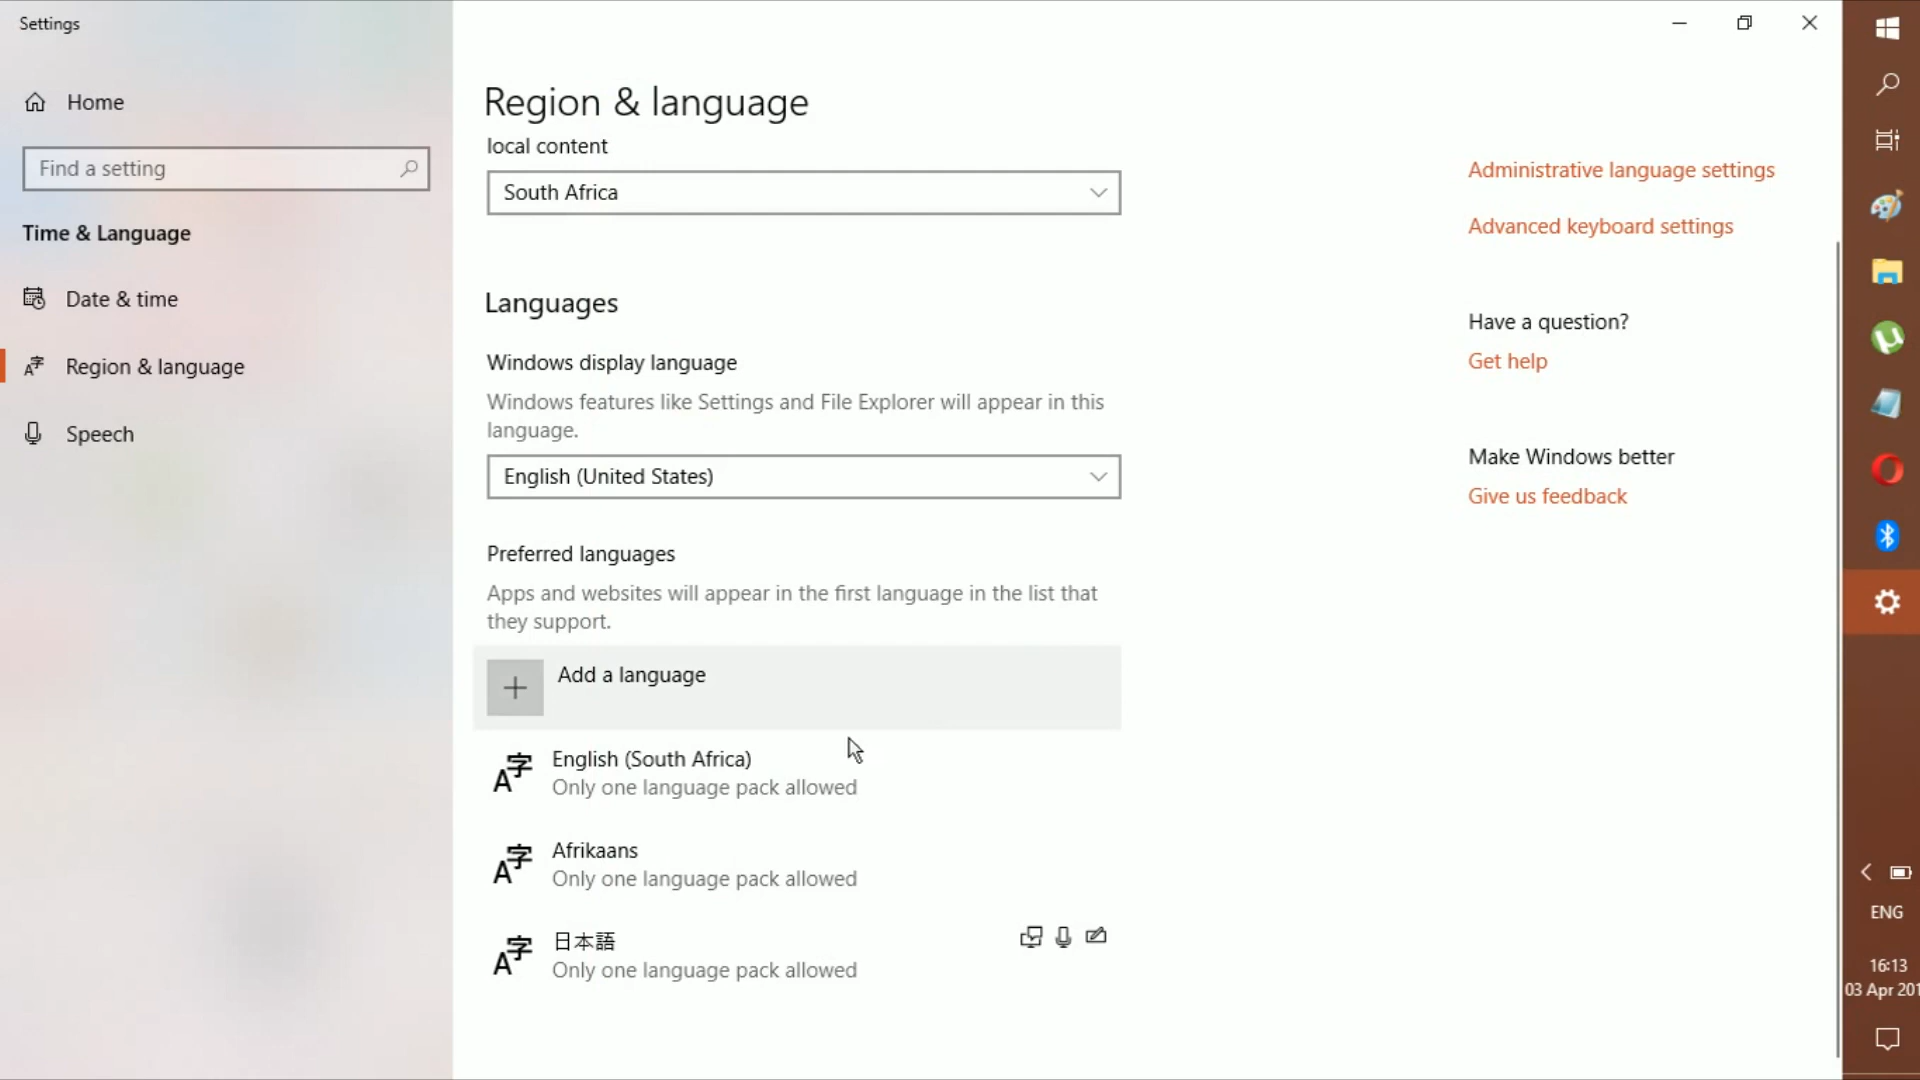 Settings
Home
Find a setting
Time & Language
Date & time
Region & language
Speech
Region & language
local content
South Africa
Languages
Windows display language
Windows features like Settings and File Explorer will appear in this
language.
English (United States)
Preferred languages
Apps and websites will appear in the first language in the list that
they support.
Add a language
English (South Africa)
Only one language pack allowed
Afrikaans
Only one language pack allowed
日本語
Only one language pack allowed
Administrative language settings
Advanced keyboard settings
Have a question?
Get help
Make Windows better
Give us feedback
ENG
16:13
03 Apr 201